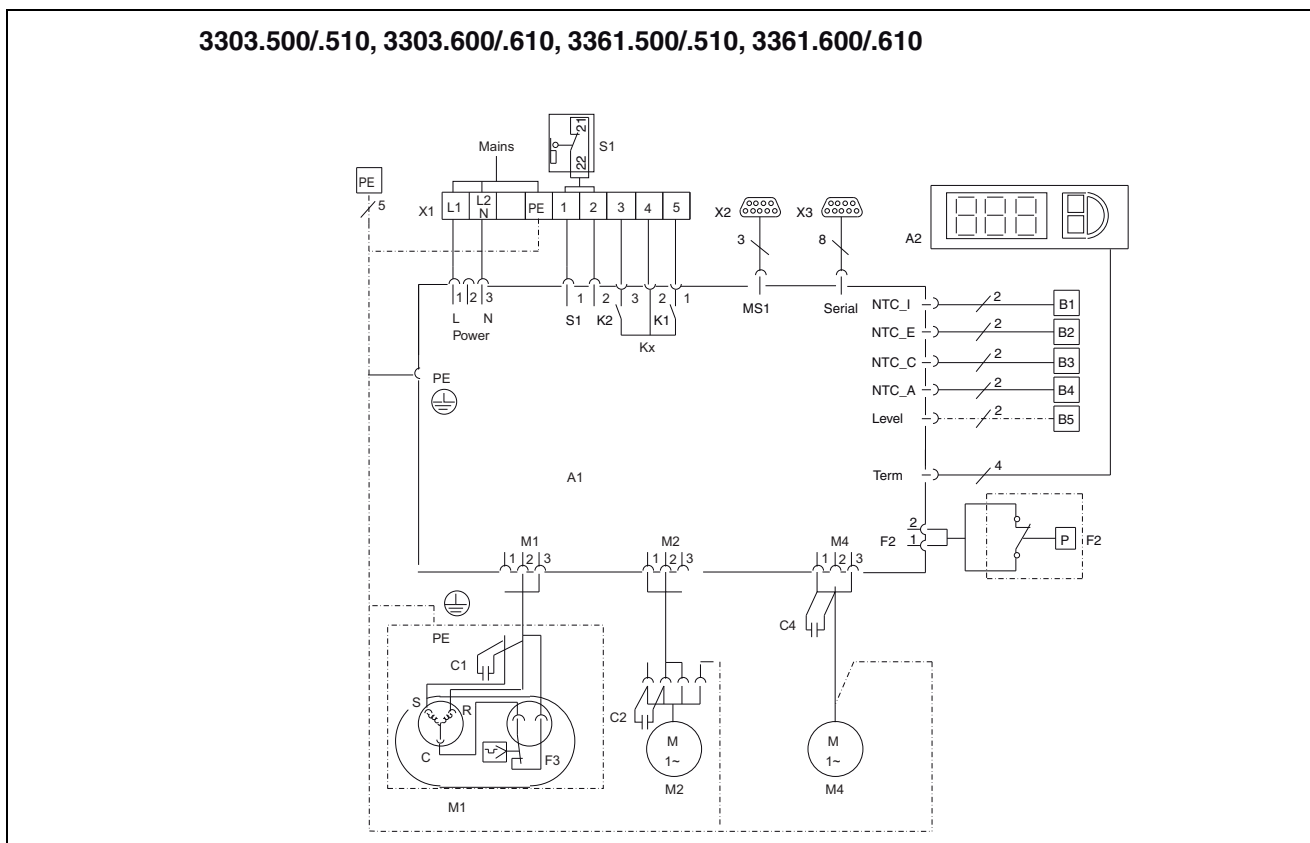 3303.500/.510, 3303.600/.610, 3361.500/.510, 3361.600/.610
Mains
21
22
S1
PE
5
X1
L1
L2
N
PE
1
2
3
4
5
X2
3
X3
8
A2
1
2
3
L
N
Power
1
2
S1
K2
3
2
1
K1
Kx
MS1
Serial
NTC_I
2
B1
NTC_E
2
B2
NTC_C
2
B3
NTC_A
2
B4
Level
2
B5
PE
A1
Term
4
2
1
F2
P
F2
M1
1
2
3
M2
1
2
3
M4
1
2
3
PE
C1
S
R
C
F3
M1
C2
M
1~
M2
C4
M
1~
M4